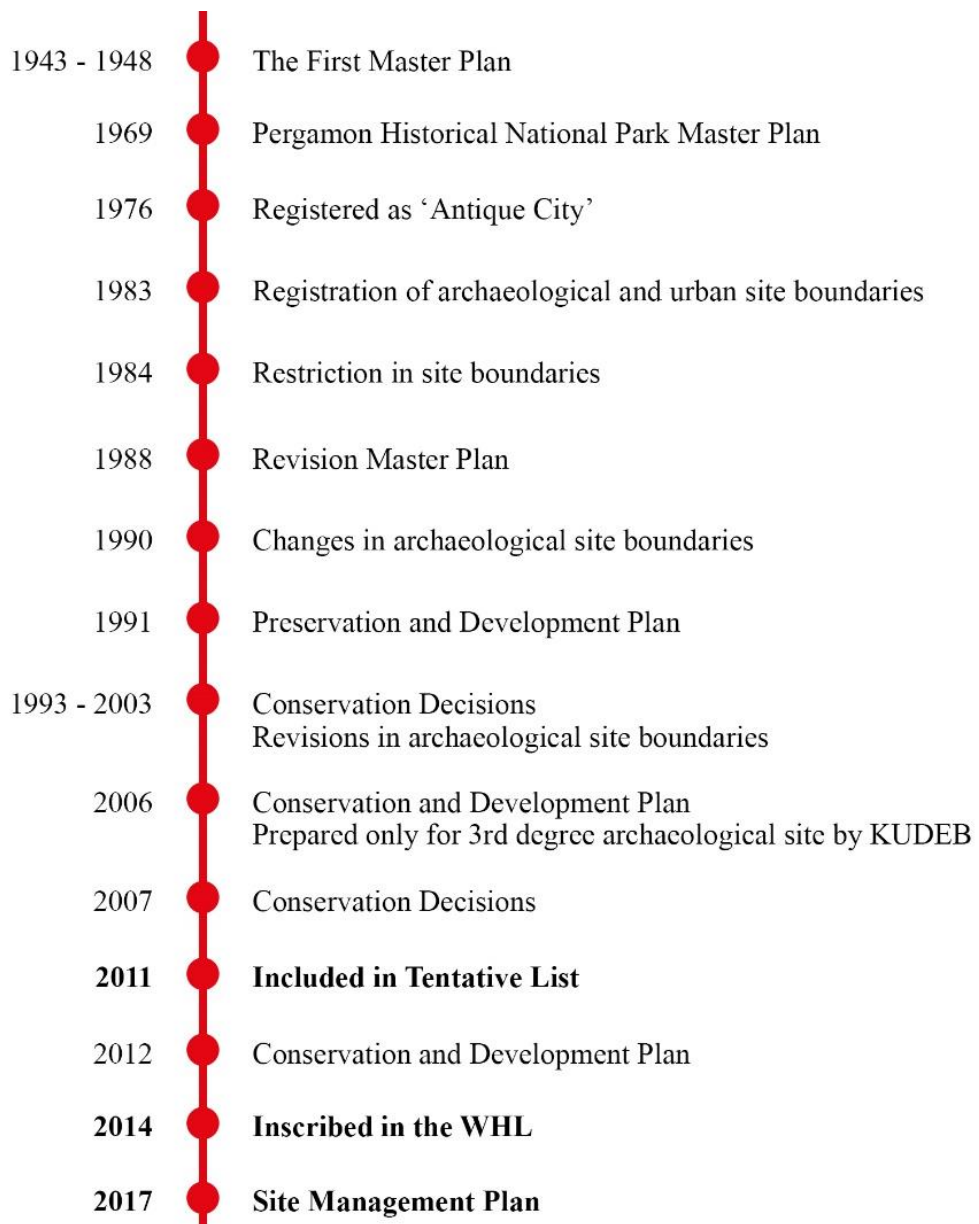 1943 - 1948 The First Master Plan
1969 Pergamon Historical National Park Master Plan
1976 Registered as ‘Antique City’
1983 Registration of archaeological and urban site boundaries
1984 Restriction in site boundaries
1988 Revision Master Plan
1990 Changes in archaeological site boundaries
1991 Preservation and Development Plan
1993 - 2003 Conservation Decisions
Revisions in archaeological site boundaries
2006 Conservation and Development Plan
Prepared only for 3rd degree archaeological site by KUDEB
2007 Conservation Decisions
2011 Included in Tentative List
2012 Conservation and Development Plan
2014 Inscribed in the WHL
2017 Site Management Plan